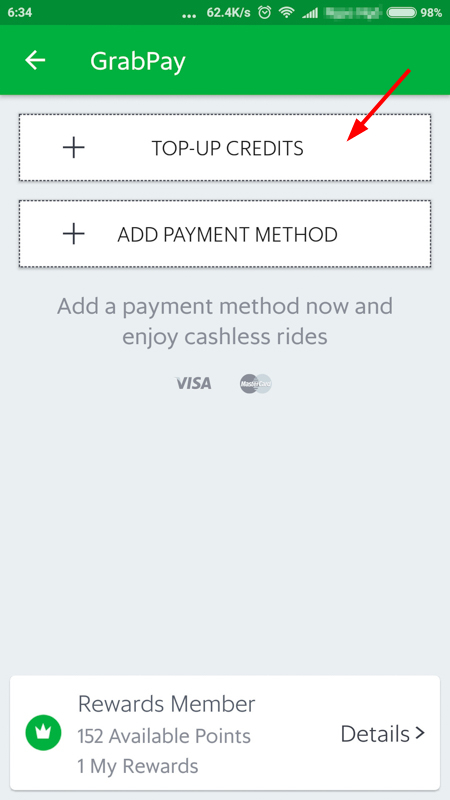 6:34 ... 62.4K/s 98%
GrabPay
TOP-UP CREDITS
ADD PAYMENT METHOD
Add a payment method now and
enjoy cashless rides
VISA MasterCard
Rewards Member
152 Available Points
Details >
1 My Rewards